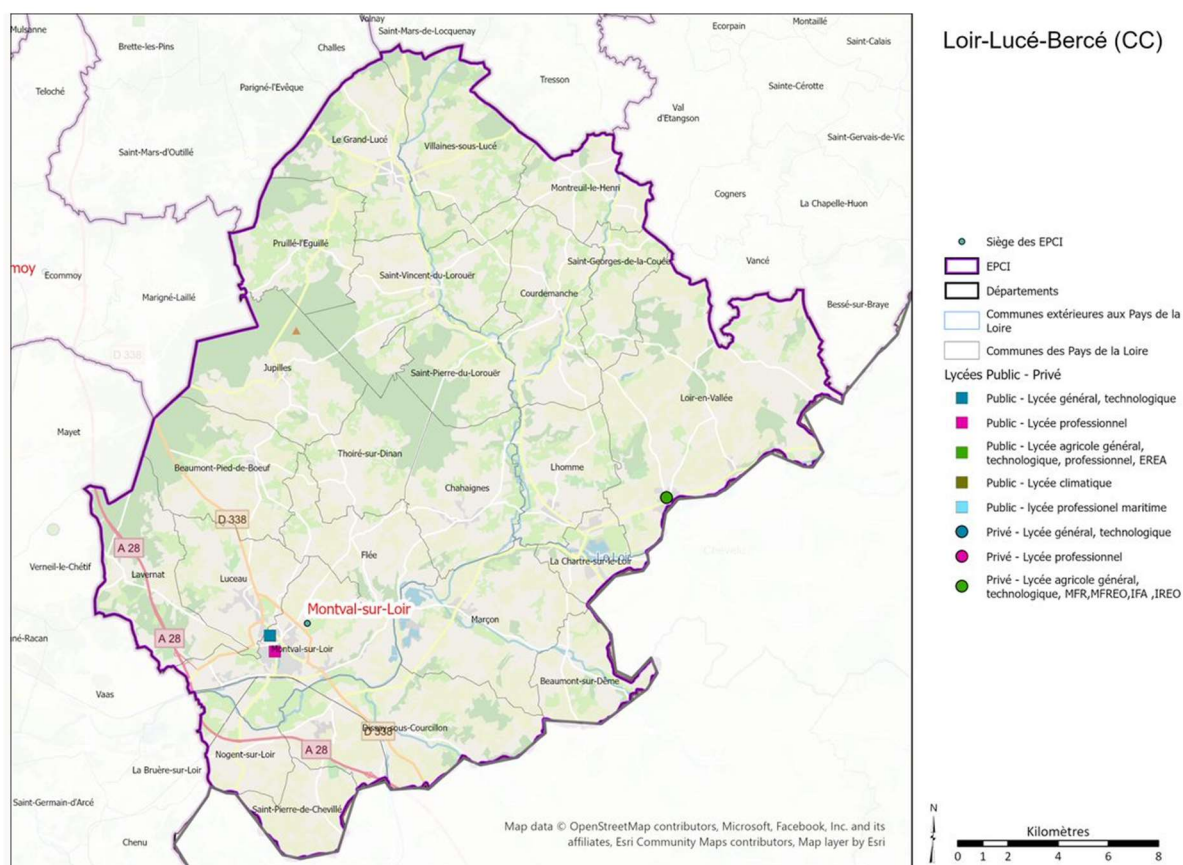 Loir-Lucé-Bercé (CC)
Mulsanne
Brette-les-Pins
Challes
Volnay
Saint-Mars-de-Locquenay
Ecorpain
Montaillé
Saint-Calais
Teloché
Parigné-l'Evêque
Tresson
Sainte-Cérotte
Val
d'Etangson
Saint-Mars-d'Outillé
Le Grand-Lucé
Villaines-sous-Lucé
Saint-Gervais-de-Vic
Montreuil-le-Henri
Cogners
La Chapelle-Huon
Pruillé-l'Eguillé
moy
Ecommoy
Saint-Vincent-du-Lorouër
Saint-Georges-de-la-Couée
Vancé
Marigné-Laillé
Courdemanche
Bessé-sur-Braye
D 338
Jupilles
Saint-Pierre-du-Lorouër
Loir-en-Vallée
Mayet
Thoiré-sur-Dinan
Beaumont-Pied-de-Boeuf
Lhomme
Chahaignes
D 338
A 28
Verneil-le-Chétif
Lavernat
Luceau
Flée
La Chartre-sur-le-Loir
Le Loir
Montval-sur-Loir
Marçon
né-Racan
A 28
Montval-sur-Loir
Vaas
Beaumont-sur-Dême
Dissay-sous-Courcillon
D 338
A 28
Nogent-sur-Loir
La Bruère-sur-Loir
Saint-Germain-d'Arcé
Saint-Pierre-de-Chevillé
Chenu
Map data © OpenStreetMap contributors, Microsoft, Facebook, Inc. and its
affiliates, Esri Community Maps contributors, Map layer by Esri
Siège des EPCI
EPCI
Départements
Communes extérieures aux Pays de la
Loire
Communes des Pays de la Loire
Lycées Public - Privé
Public - Lycée général, technologique
Public - Lycée professionnel
Public - Lycée agricole général,
technologique, professionnel, EREA
Public - Lycée climatique
Public - lycée professionel maritime
Privé - Lycée général, technologique
Privé - Lycée professionnel
Privé - Lycée agricole général,
technologique, MFR,MFREO,IFA ,IREO
N
Kilomètres
0 1 2 4 6 8